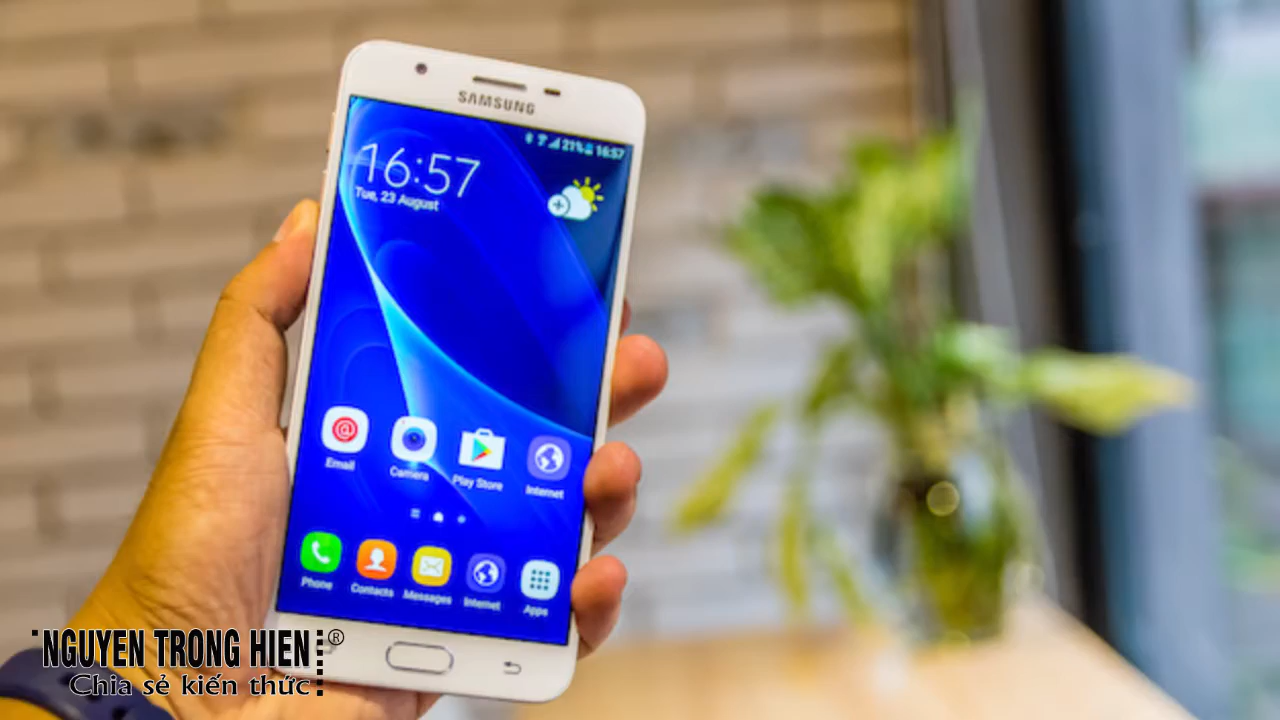 SAMSUNG
21% 16:57
16:57
Tue, 23 August
Email
Camera
Play Store
Internet
Phone
Contacts
Messages
Internet
Apps
NGUYEN TRONG HIEN ®
Chia sẻ kiến thức